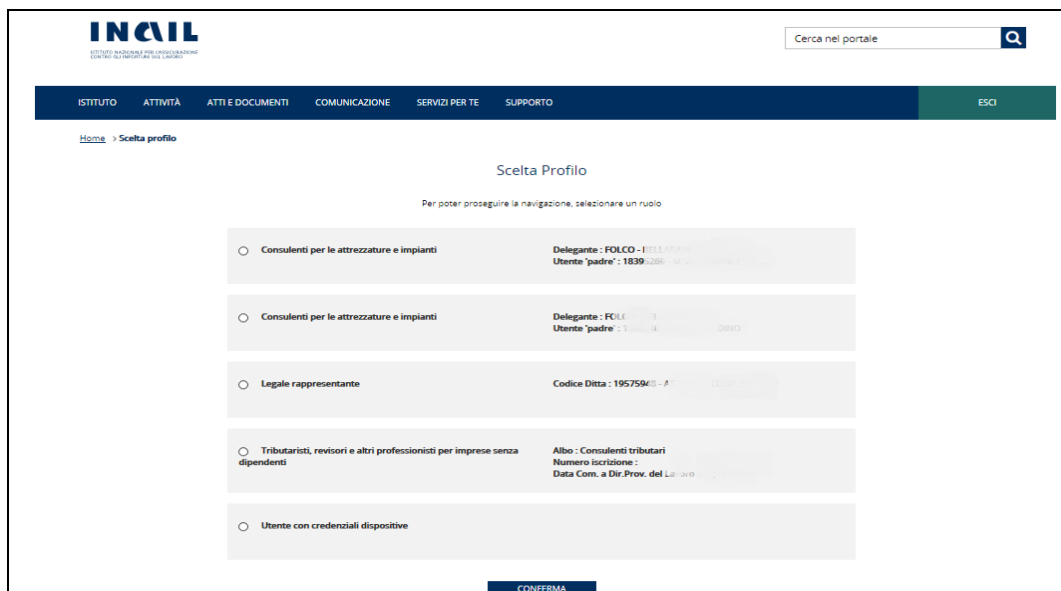 INAIL
ISTITUTO NAZIONALE PER L'ASSICURAZIONE
CONTRO GLI INFORTUNI SUL LAVORO
Cerca nel portale
ISTITUTO ATTIVITÀ ATTI E DOCUMENTI COMUNICAZIONE SERVIZI PER TE SUPPORTO ESCI
Home > Scelta profilo
Scelta Profilo
Per poter proseguire la navigazione, selezionare un ruolo
Consulenti per le attrezzature e impianti
Delegante : FOLCO -
Utente 'padre' :
Consulenti per le attrezzature e impianti
Delegante :
Utente 'padre' :
Legale rappresentante
Codice Ditta :
Tributaristi, revisori e altri professionisti per imprese senza
dipendenti
Albo : Consulenti tributari
Numero iscrizione :
Data Com. a Dir.Prov. del Lavoro
Utente con credenziali dispositive
CONFERMA